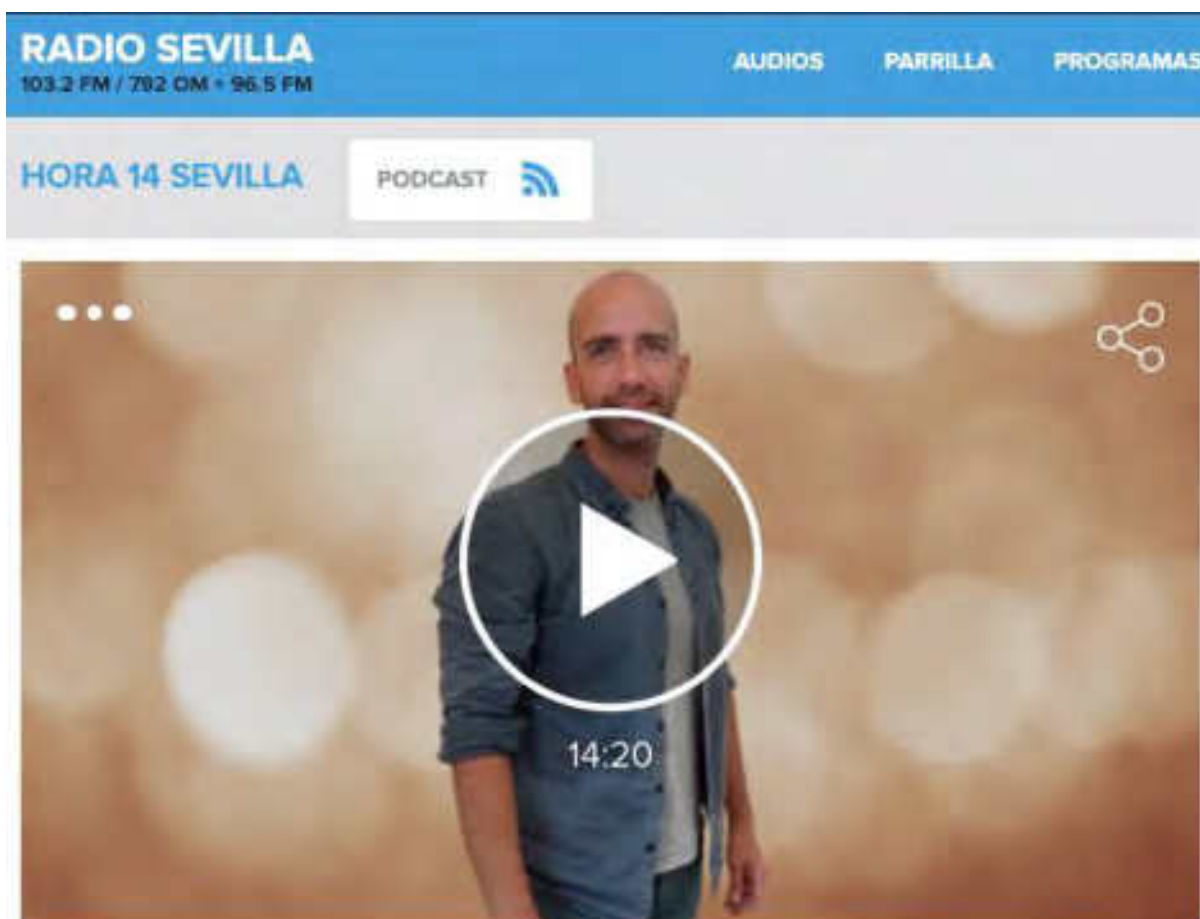 RADIO SEVILLA
103.2 FM / 792 OM + 96.5 FM
AUDIOS PARRILLA PROGRAMAS
HORA 14 SEVILLA PODCAST
14:20